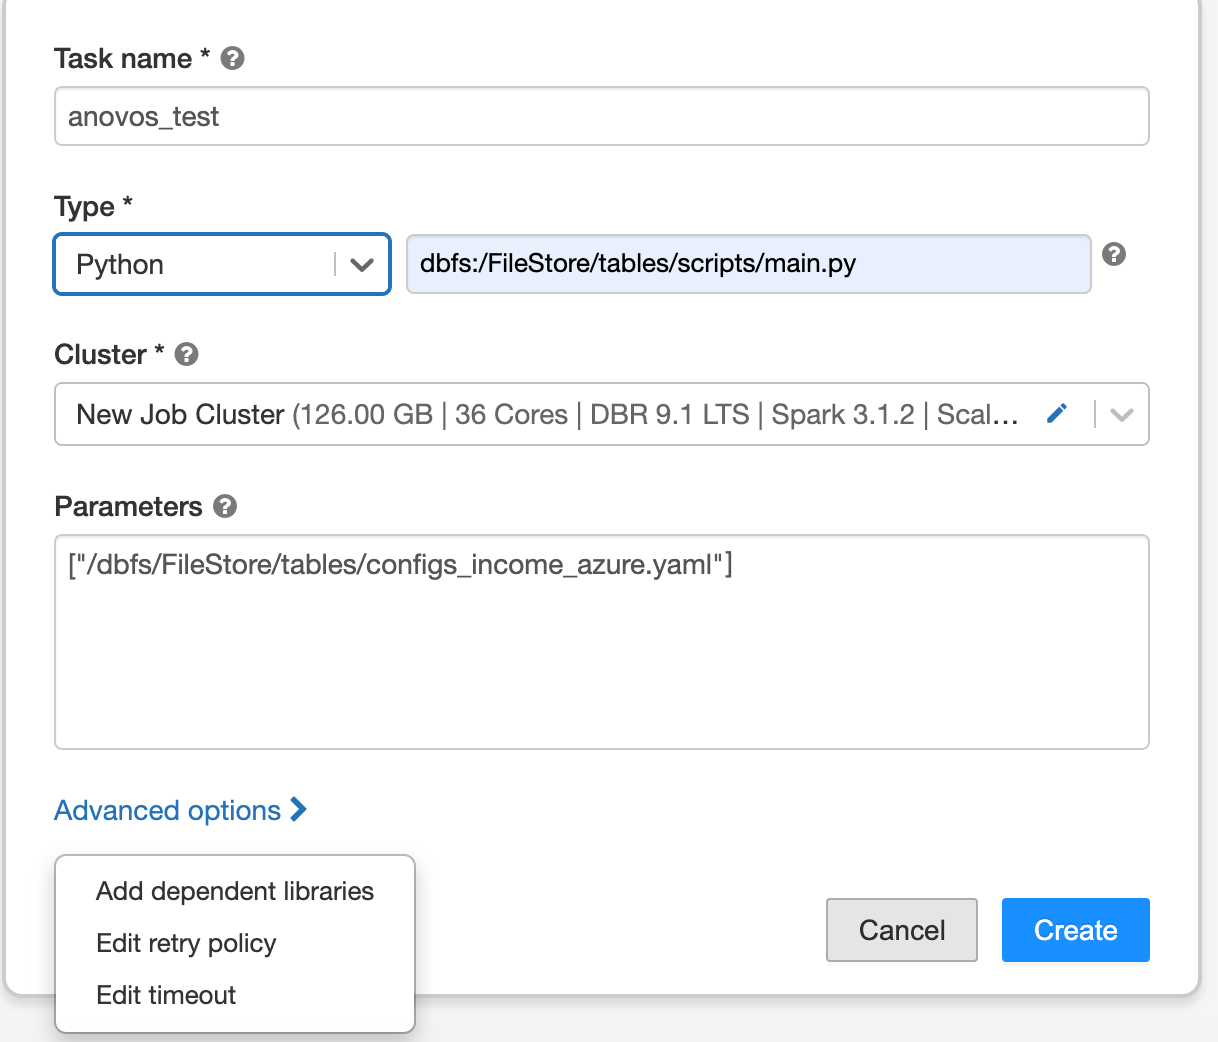 Task name * ?
anovos_test
Type *
Python
dbfs:/FileStore/tables/scripts/main.py ?
Cluster * ?
New Job Cluster (126.00 GB | 36 Cores | DBR 9.1 LTS | Spark 3.1.2 | Scal...
Parameters ?
["/dbfs/FileStore/tables/configs_income_azure.yaml"]
Advanced options
Add dependent libraries
Edit retry policy
Edit timeout
Cancel
Create